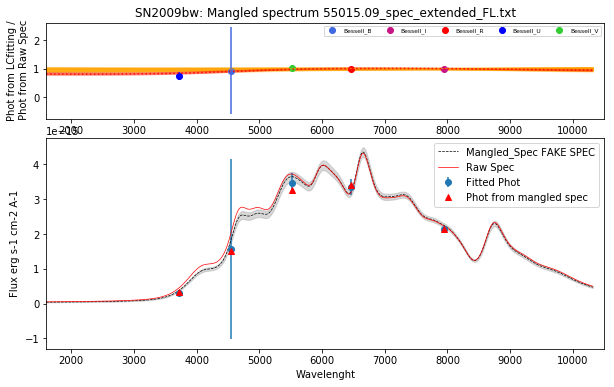 SN2009bw: Mangled spectrum 55015.09_spec_extended_FL.txt
Phot from LCfitting /
Phot from Raw Spec
2
1
0
Bessell_B
Bessell_I
Bessell_R
Bessell_U
Bessell_V
2000 3000 4000 5000 6000 7000 8000 9000 10000
1e−15
Flux erg s-1 cm-2 A-1
4
3
2
1
0
−1
Mangled_Spec FAKE SPEC
Raw Spec
Fitted Phot
Phot from mangled spec
2000 3000 4000 5000 6000 7000 8000 9000 10000
Wavelenght